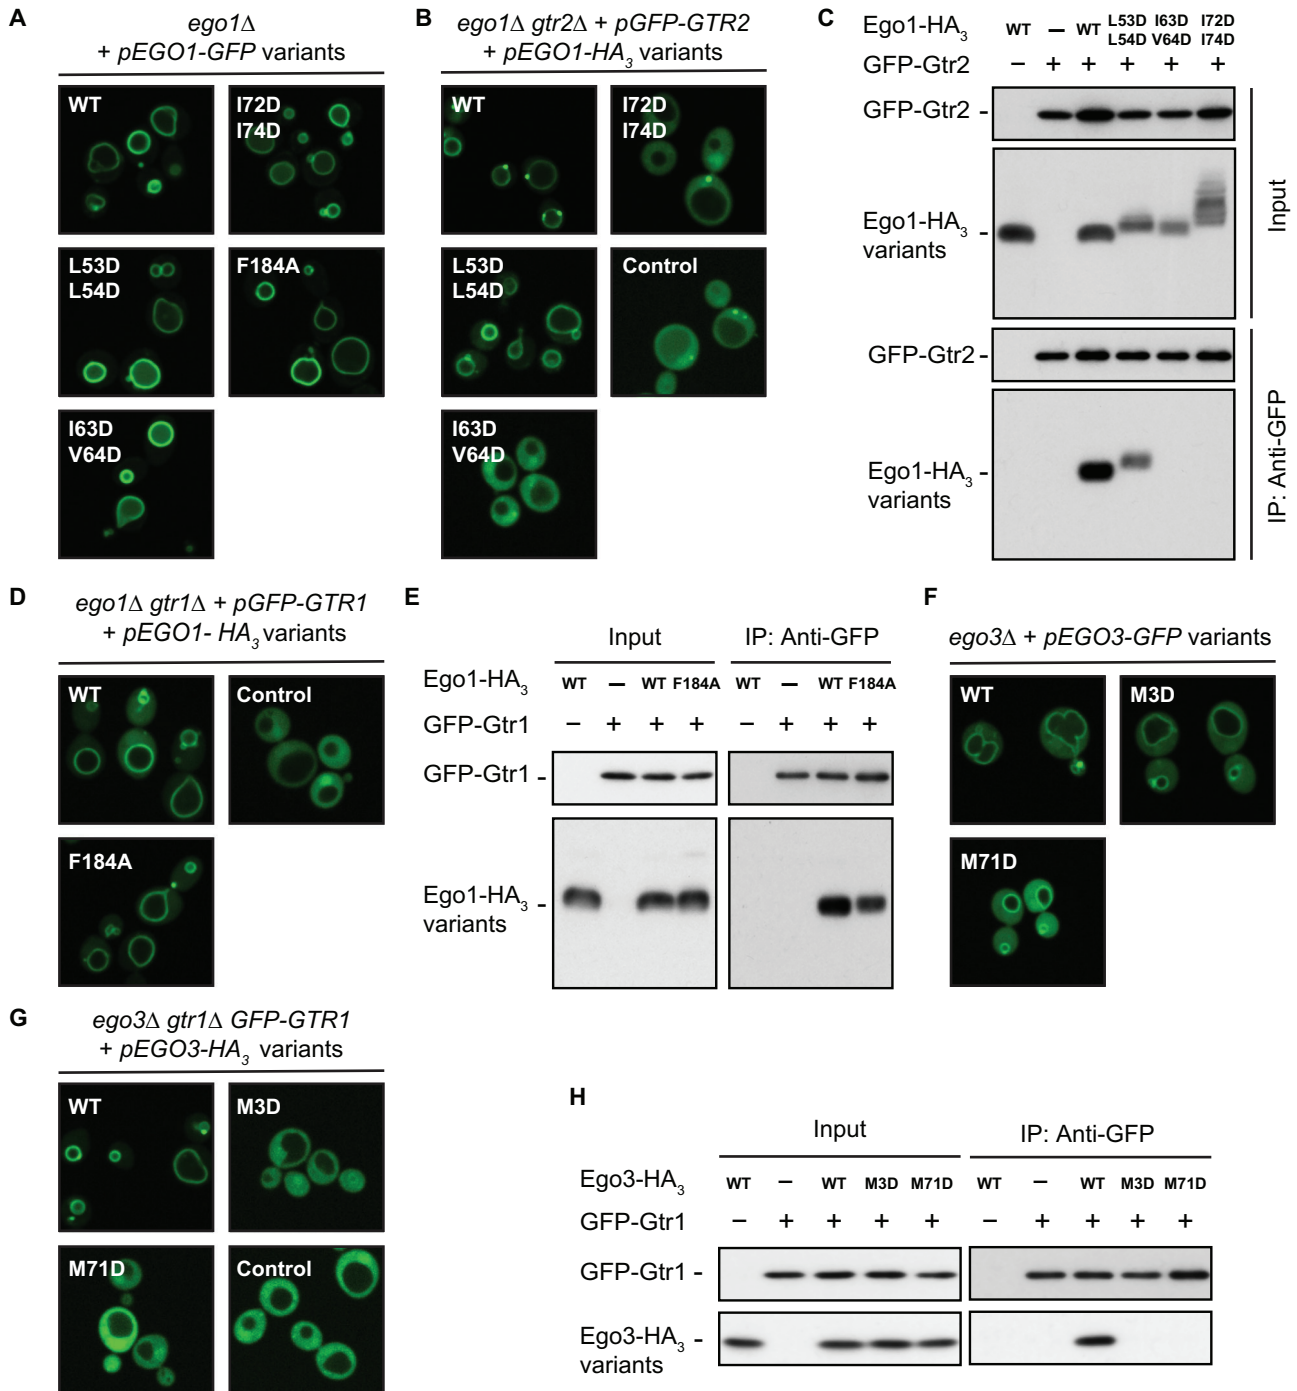 A
ego1Δ
+ pEGO1-GFP variants
WT
I72D
I74D
L53D
L54D
F184A
I63D
V64D
B
ego1Δ gtr2Δ + pGFP-GTR2
+ pEGO1-HA3 variants
WT
I72D
I74D
L53D
L54D
Control
I63D
V64D
C
Ego1-HA3 WT – WT L53D L54D I63D V64D I72D I74D
GFP-Gtr2 – + + + + +
GFP-Gtr2 -
Ego1-HA3 -
variants
Input
GFP-Gtr2 -
Ego1-HA3 -
variants
IP: Anti-GFP
D
ego1Δ gtr1Δ + pGFP-GTR1
+ pEGO1- HA3 variants
WT
Control
F184A
E
Input IP: Anti-GFP
Ego1-HA3 WT – WT F184A WT – WT F184A
GFP-Gtr1 – + + + – + + +
GFP-Gtr1 -
Ego1-HA3 -
variants
F
ego3Δ + pEGO3-GFP variants
WT
M3D
M71D
G
ego3Δ gtr1Δ GFP-GTR1
+ pEGO3-HA3 variants
WT
M3D
M71D
Control
H
Input IP: Anti-GFP
Ego3-HA3 WT – WT M3D M71D WT – WT M3D M71D
GFP-Gtr1 – + + + + – + + + +
GFP-Gtr1 -
Ego3-HA3 -
variants